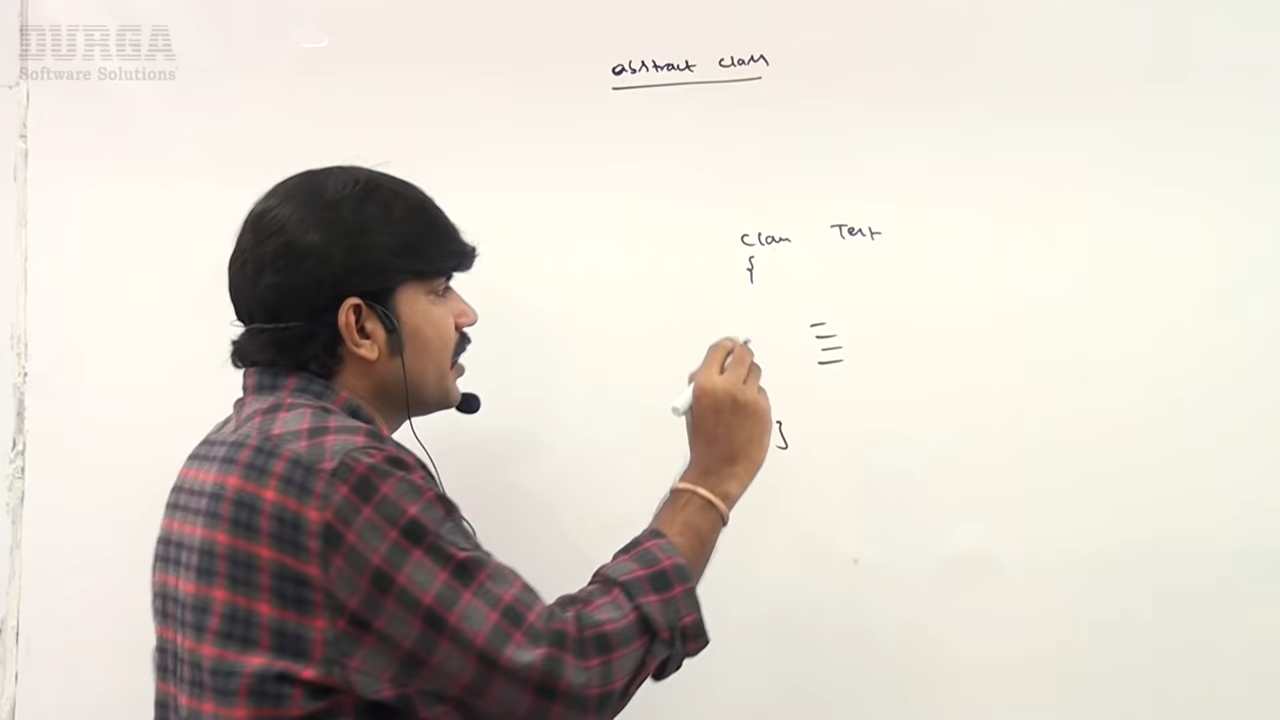 DURGA
Software Solutions
abstract class
class Test
{
}